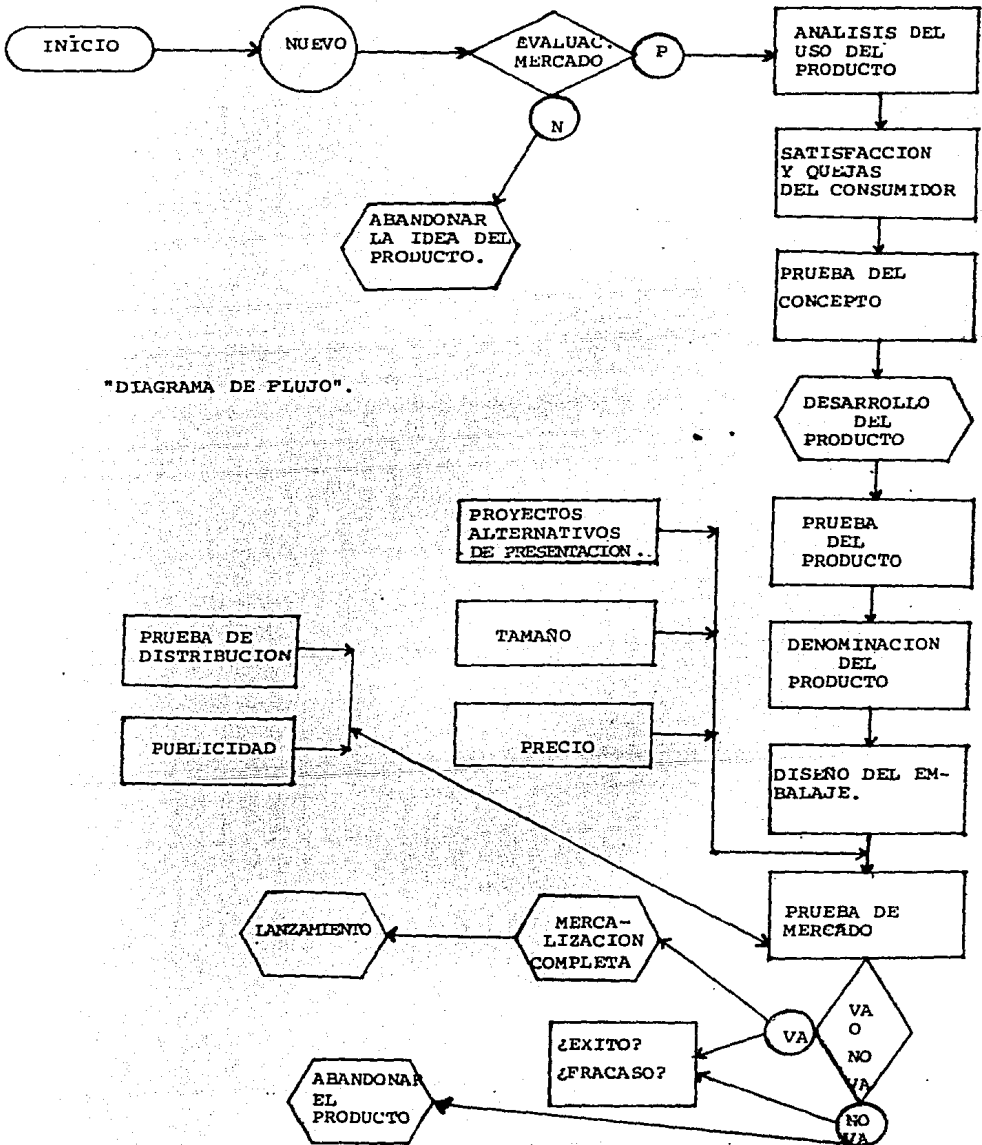 INICIO
NUEVO
EVALUAC.
MERCADO
P
N
ANALISIS DEL
USO DEL
PRODUCTO
SATISFACCION
Y QUEJAS
DEL CONSUMIDOR
ABANDONAR
LA IDEA DEL
PRODUCTO.
PRUEBA DEL
CONCEPTO
"DIAGRAMA DE FLUJO".
DESARROLLO
DEL
PRODUCTO
PROYECTOS
ALTERNATIVOS
DE PRESENTACION..
PRUEBA
DEL
PRODUCTO
PRUEBA DE
DISTRIBUCION
TAMAÑO
DENOMINACION
DEL
PRODUCTO
PUBLICIDAD
PRECIO
DISEÑO DEL EM-
BALAJE.
LANZAMIENTO
MERCA-
LIZACION
COMPLETA
PRUEBA DE
MERCADO
VA
O
NO
VA
VA
¿EXITO?
¿FRACASO?
ABANDONAR
EL
PRODUCTO
NO
VA